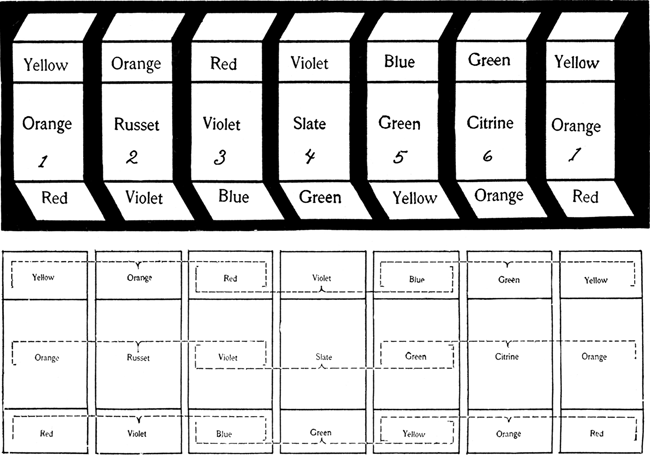 Yellow Orange Red Violet Blue Green Yellow
Orange Russet Violet Slate Green Citrine Orange
1 2 3 4 5 6 1
Red Violet Blue Green Yellow Orange Red
Yellow Orange Red Violet Blue Green Yellow
Orange Russet Violet Slate Green Citrine Orange
Red Violet Blue Green Yellow Orange Red